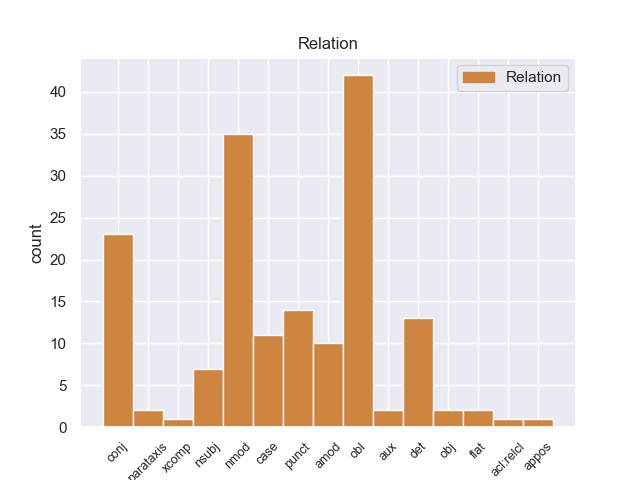 Relation
Relation
count
40
35
30
25
20
15
10
5
0
conj parataxis xcomp nsubj nmod case punct amod obl aux det obj flat acl:relcl appos